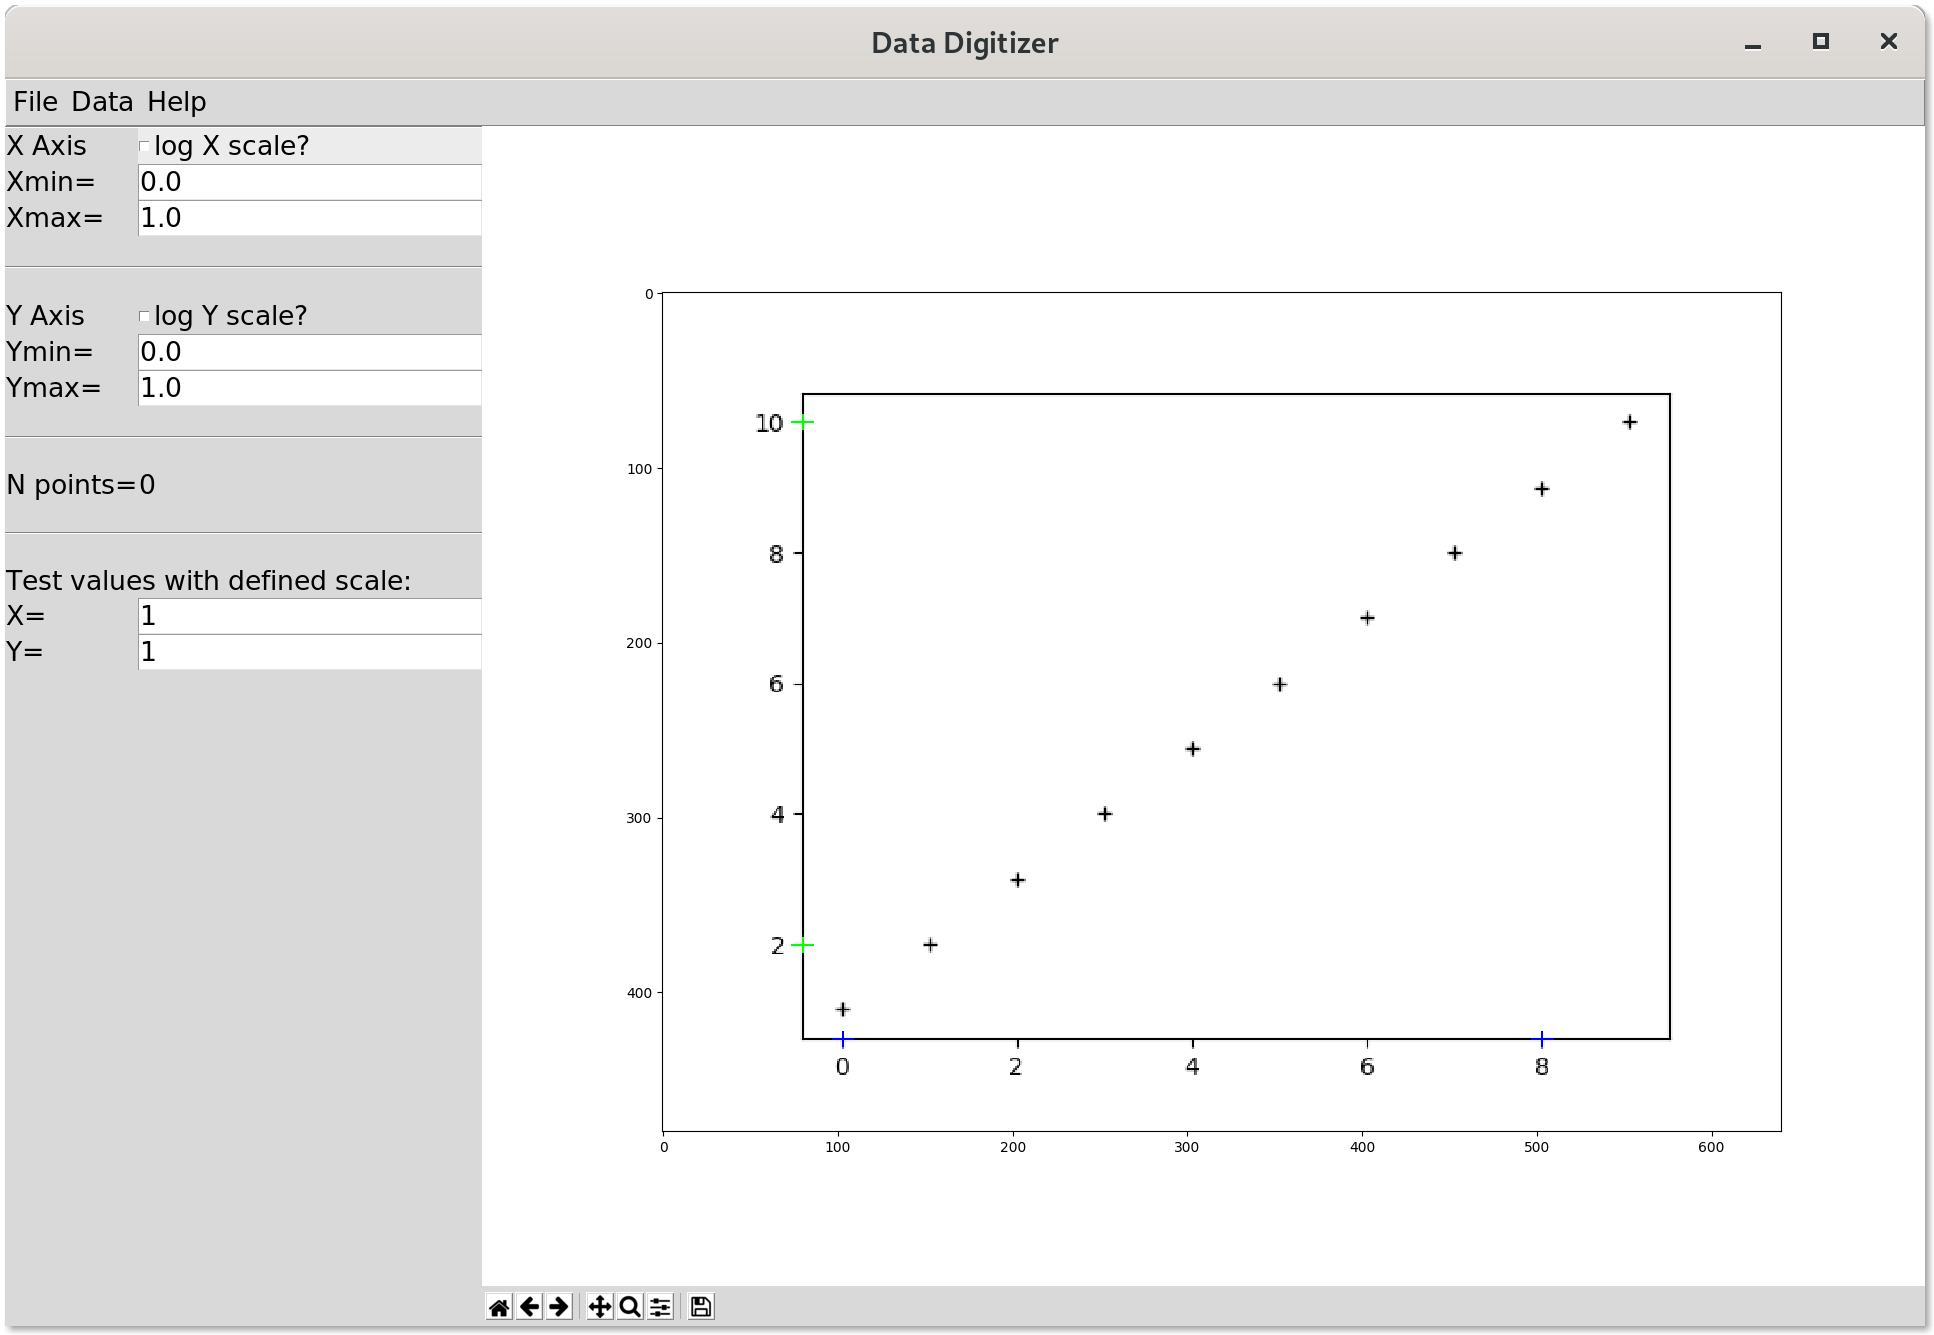 Data Digitizer
File Data Help
X Axis log X scale?
Xmin= 0.0
Xmax= 1.0
Y Axis log Y scale?
Ymin= 0.0
Ymax= 1.0
N points=0
Test values with defined scale:
X= 1
Y= 1
0
100
200
300
400
10
8
6
4
2
0 2 4 6 8
0 100 200 300 400 500 600